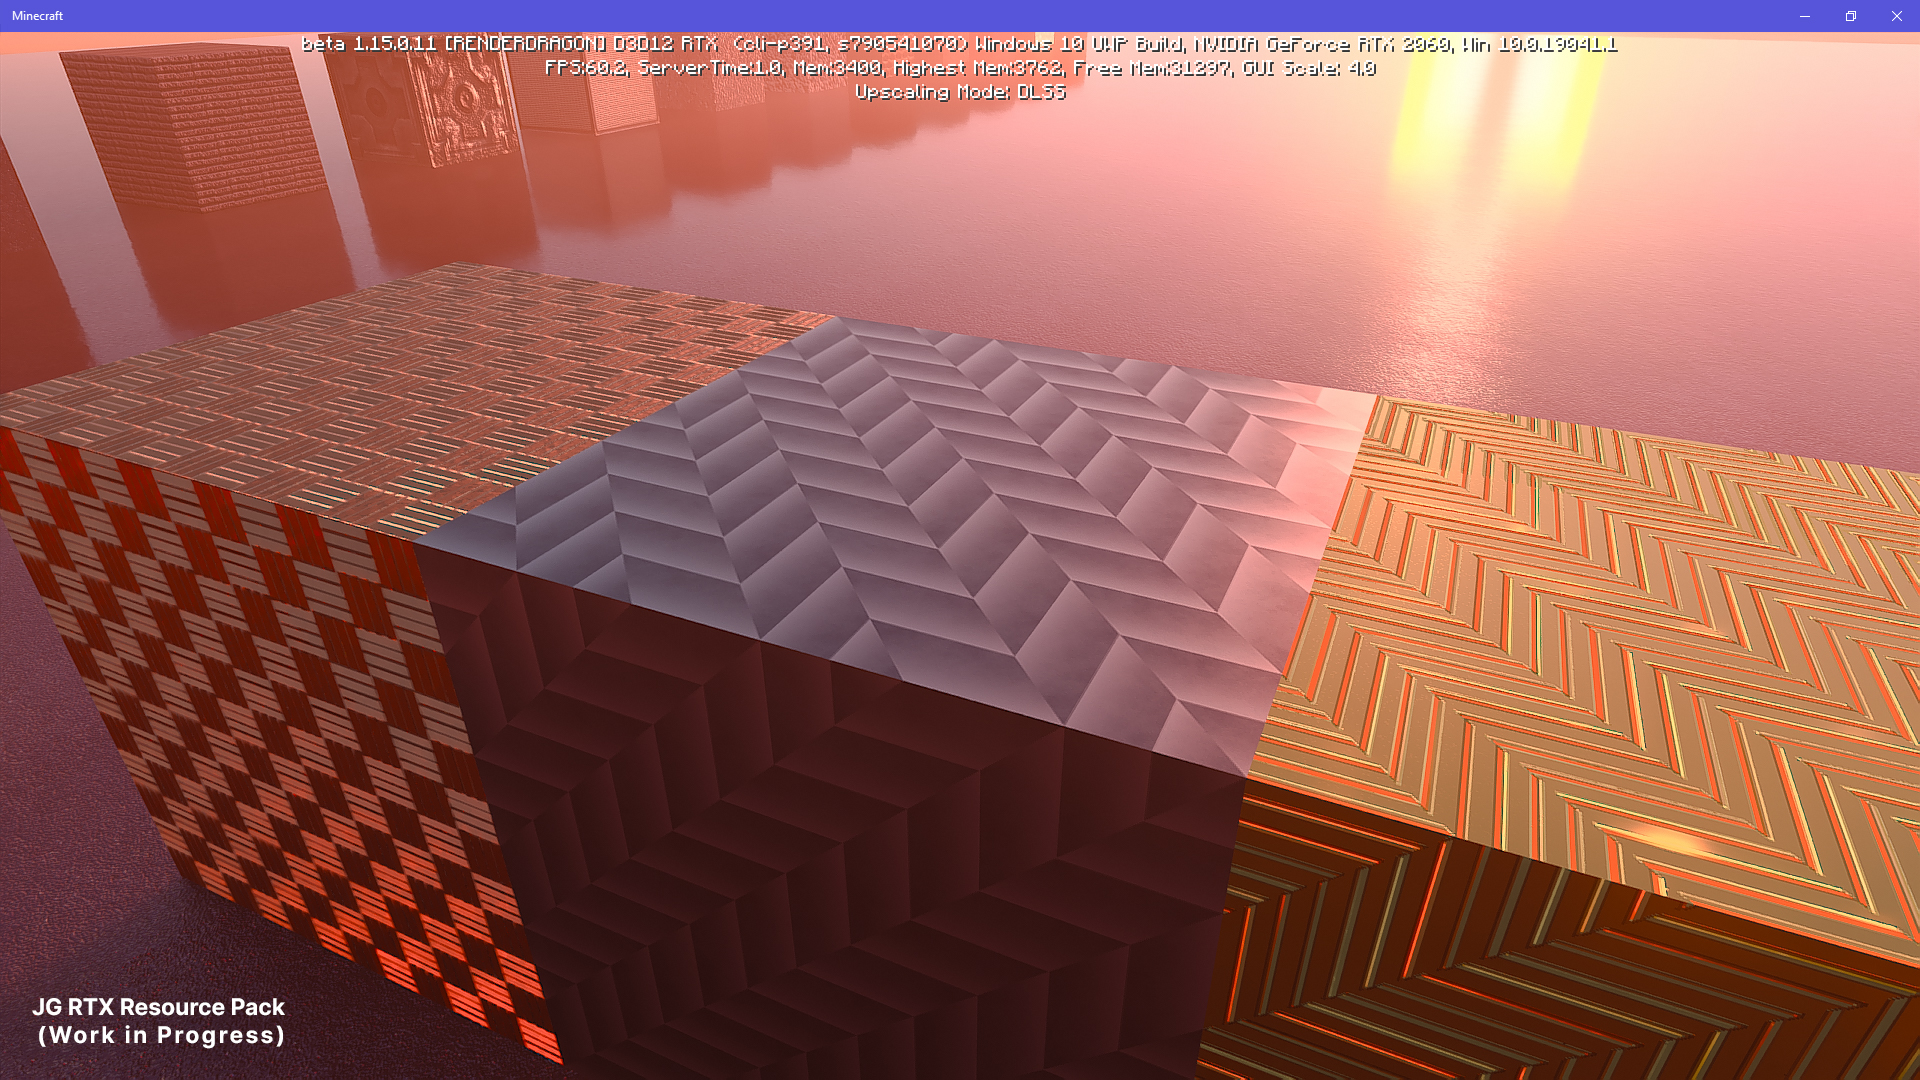 Minecraft
beta 1.15.0.11 [RENDERDRAGON] D3D12 RTX  (cli-p391, s790541070) Windows 10 UWP Build, NVIDIA GeForce RTX 2060, Win 10.0.19041.1
FPS:60.2, ServerTime:1.0, Mem:3400, Highest Mem:3762, Free Mem:31297, GUI Scale: 4.0
Upscaling Mode: DLSS
JG RTX Resource Pack
(Work in Progress)